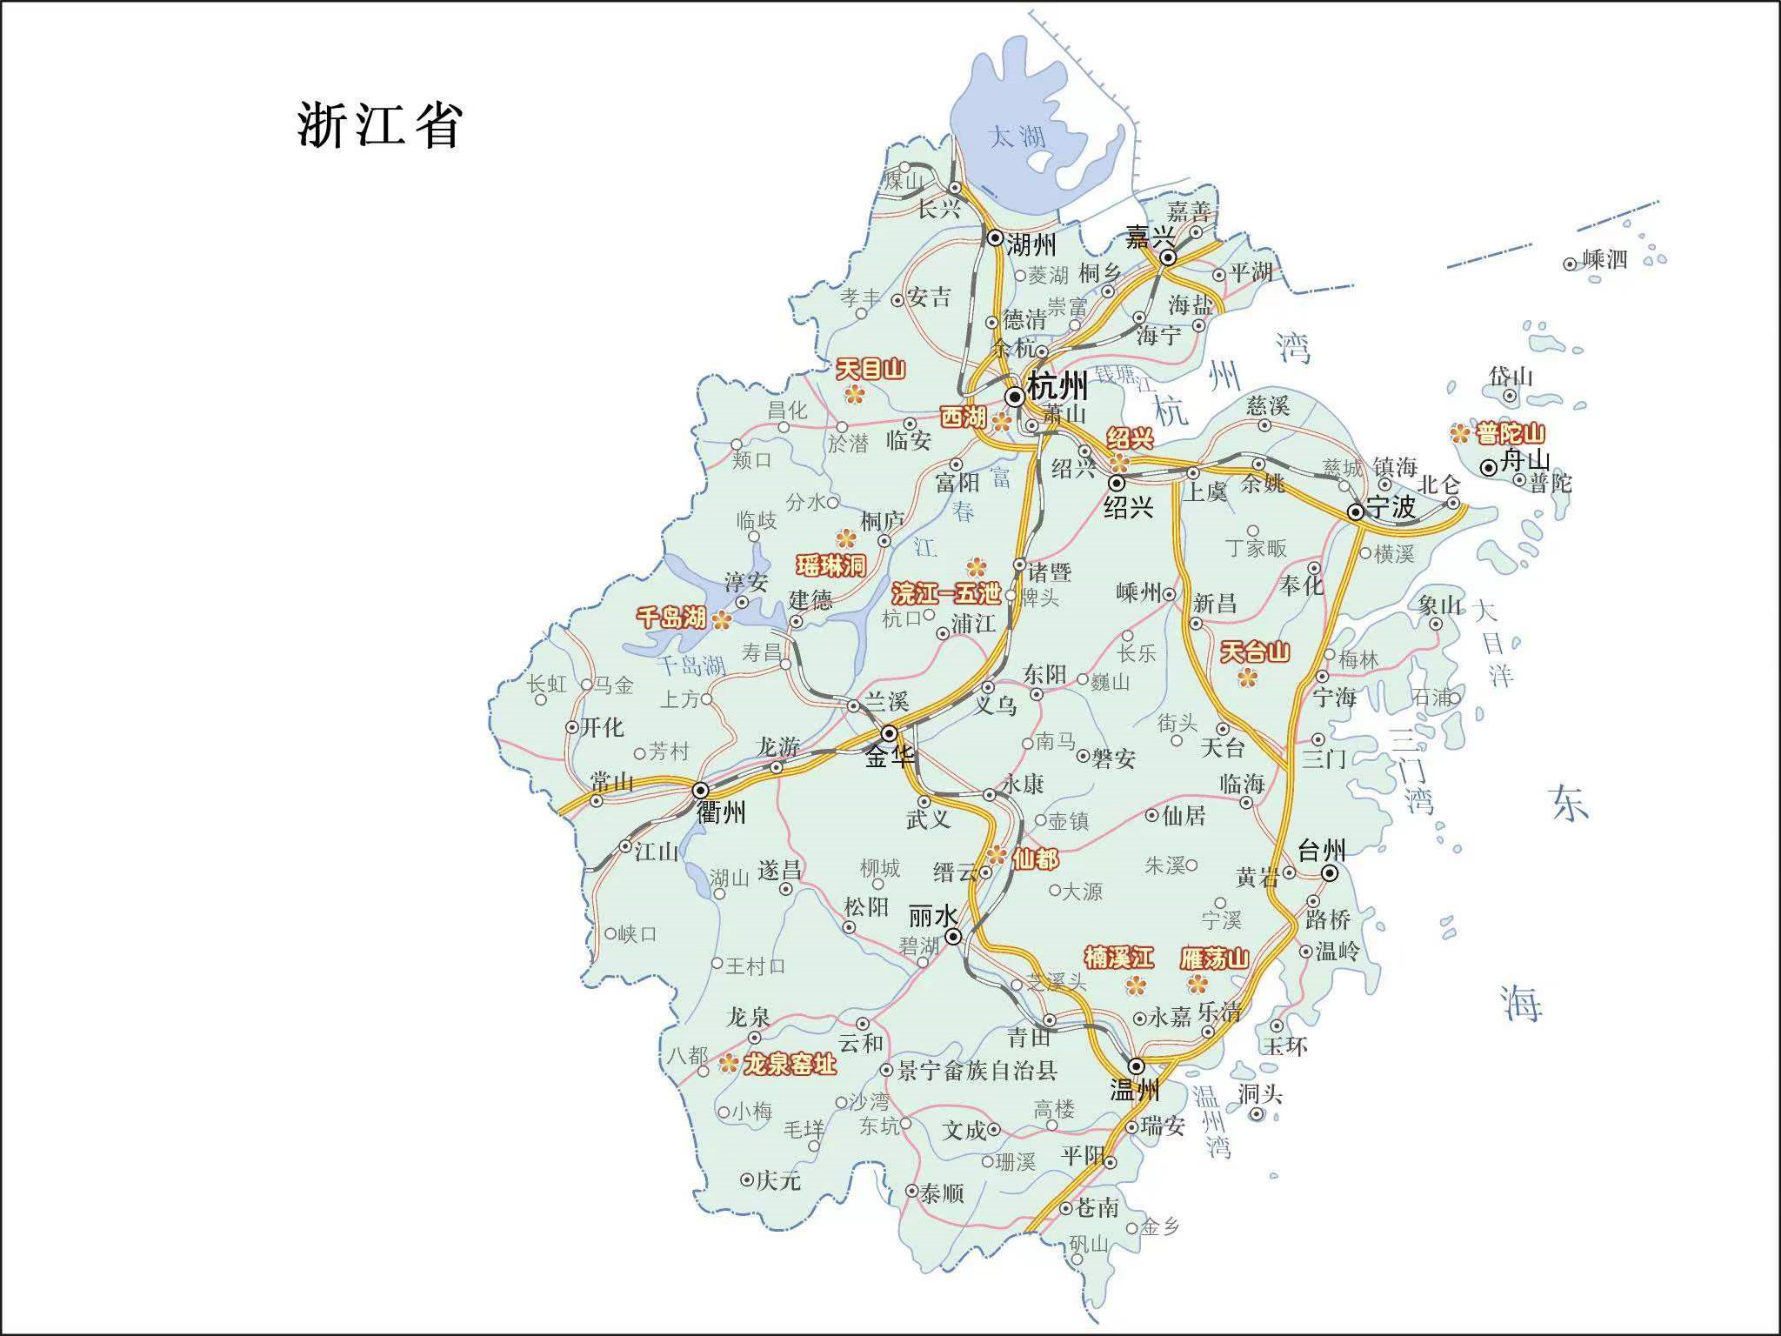 浙江省
太湖
煤山
长兴
嘉善
湖州
嘉兴
嵊泗
菱湖
桐乡
平湖
孝丰
安吉
崇富
海盐
德清
海宁
余杭
湾
州
杭
钱塘江
天目山
杭州
岱山
昌化
西湖
萧山
慈溪
於潜
临安
绍兴
普陀山
颊口
富阳
绍兴
慈城
镇海
舟山
上虞
余姚
北仑
普陀
富春江
分水
绍兴
宁波
临歧
桐庐
丁家畈
横溪
瑶琳洞
诸暨
淳安
浣江—五泄
牌头
嵊州
新昌
奉化
象山
大目洋
千岛湖
建德
杭口
浦江
寿昌
长乐
天台山
梅林
千岛湖
东阳
巍山
宁海
石浦
长虹
马金
上方
兰溪
义乌
街头
开化
芳村
龙游
金华
南马
磐安
天台
三门
三门湾
常山
永康
临海
衢州
武义
壶镇
仙居
东海
江山
仙都
台州
湖山
遂昌
柳城
缙云
大源
朱溪
黄岩
松阳
丽水
宁溪
路桥
峡口
碧湖
楠溪江
雁荡山
温岭
王村口
芝溪头
龙泉
云和
青田
永嘉
乐清
玉环
八都
龙泉窑址
景宁畲族自治县
温州
温州湾
洞头
小梅
沙湾
东坑
高楼
毛垟
文成
瑞安
珊溪
平阳
庆元
泰顺
苍南
金乡
矾山